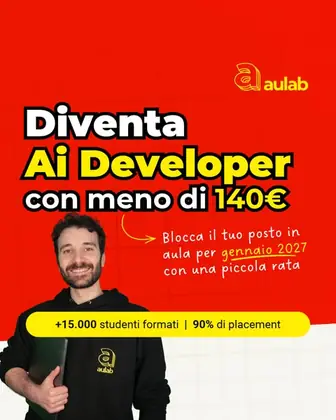 aulab
Diventa
Ai Developer
con meno di 140€
Blocca il tuo posto in
aula per gennaio 2027
con una piccola rata
+15.000 studenti formati | 90% di placement
aulab